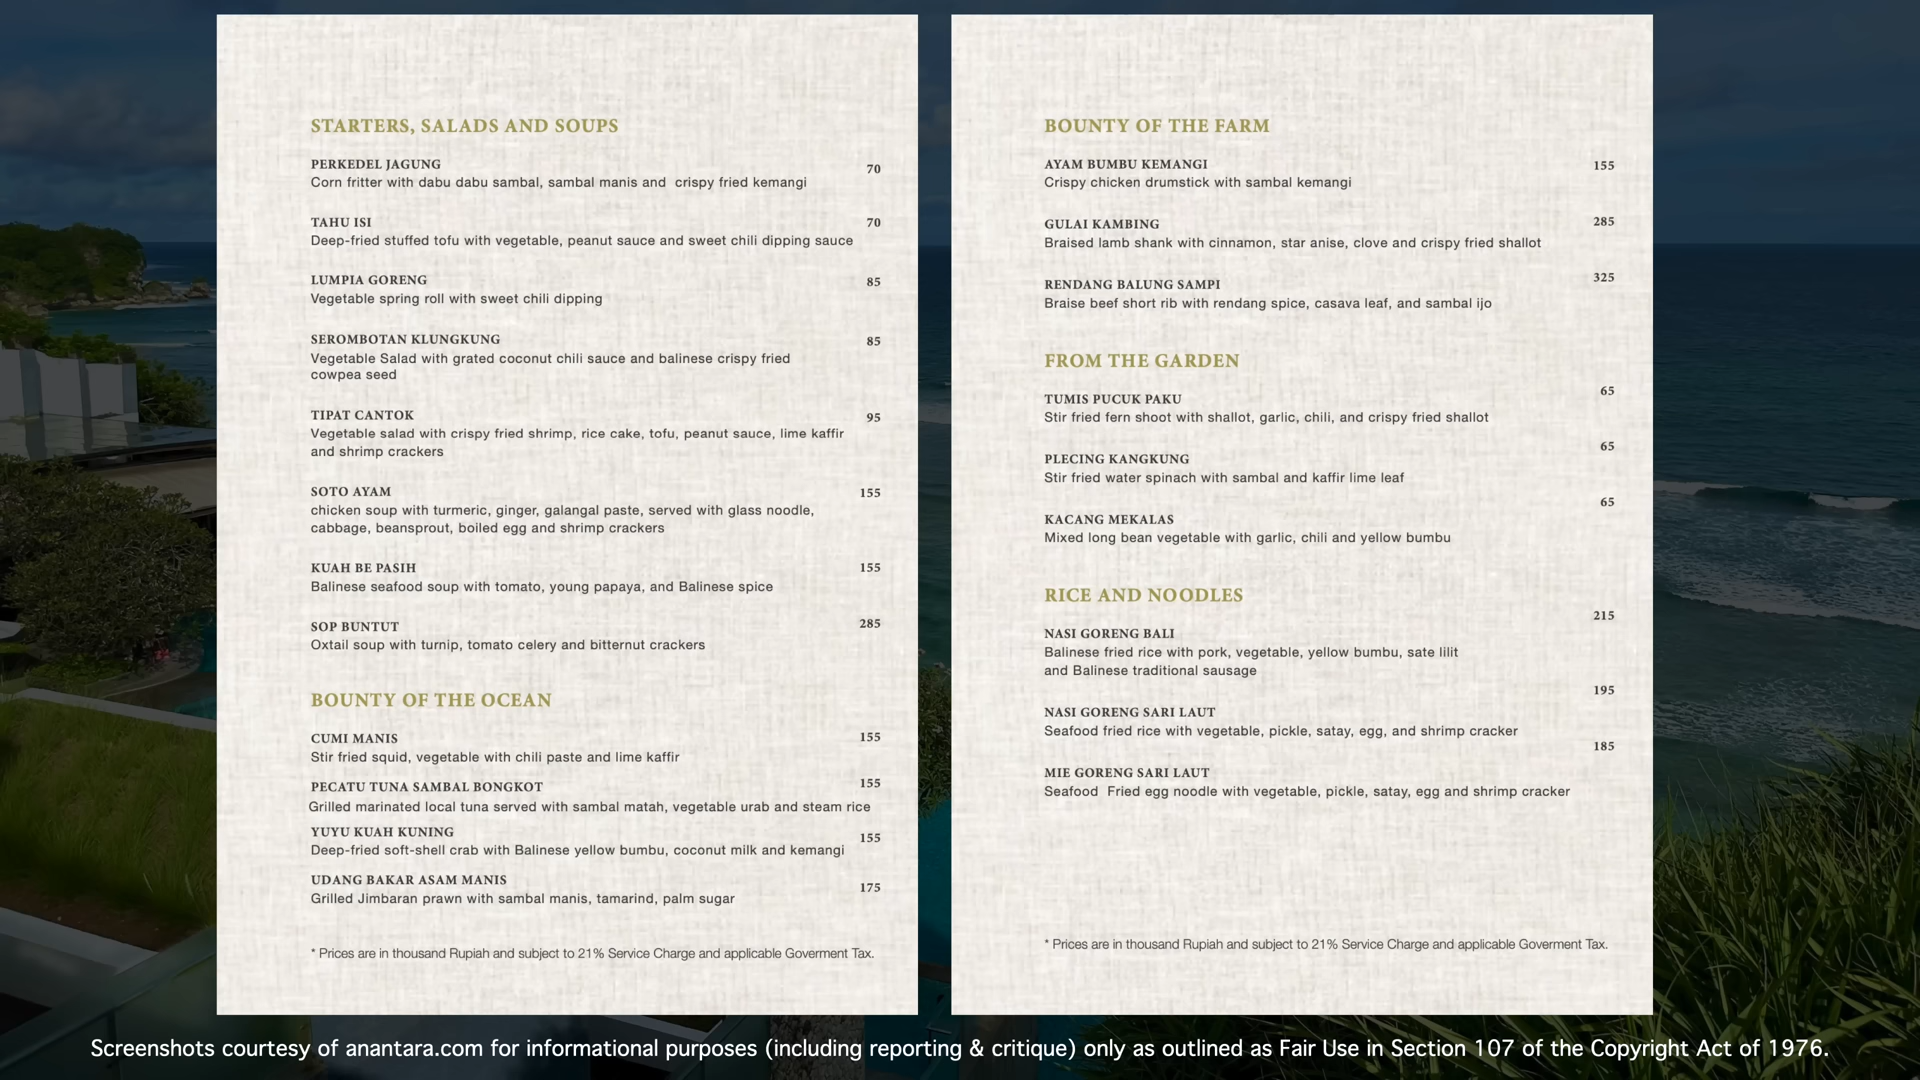 STARTERS, SALADS AND SOUPS
PERKEDEL JAGUNG 70
Corn fritter with dabu dabu sambal, sambal manis and crispy fried kemangi
TAHU ISI 70
Deep-fried stuffed tofu with vegetable, peanut sauce and sweet chili dipping sauce
LUMPIA GORENG 85
Vegetable spring roll with sweet chili dipping
SEROMBOTAN KLUNGKUNG 85
Vegetable Salad with grated coconut chili sauce and balinese crispy fried
cowpea seed
TIPAT CANTOK 95
Vegetable salad with crispy fried shrimp, rice cake, tofu, peanut sauce, lime kaffir
and shrimp crackers
SOTO AYAM 155
chicken soup with turmeric, ginger, galangal paste, served with glass noodle,
cabbage, beansprout, boiled egg and shrimp crackers
KUAH BE PASIH 155
Balinese seafood soup with tomato, young papaya, and Balinese spice
SOP BUNTUT 285
Oxtail soup with turnip, tomato celery and bitternut crackers
BOUNTY OF THE OCEAN
CUMI MANIS 155
Stir fried squid, vegetable with chili paste and lime kaffir
PECATU TUNA SAMBAL BONGKOT 155
Grilled marinated local tuna served with sambal matah, vegetable urab and steam rice
YUYU KUAH KUNING 155
Deep-fried soft-shell crab with Balinese yellow bumbu, coconut milk and kemangi
UDANG BAKAR ASAM MANIS 175
Grilled Jimbaran prawn with sambal manis, tamarind, palm sugar
* Prices are in thousand Rupiah and subject to 21% Service Charge and applicable Goverment Tax.
BOUNTY OF THE FARM
AYAM BUMBU KEMANGI 155
Crispy chicken drumstick with sambal kemangi
GULAI KAMBING 285
Braised lamb shank with cinnamon, star anise, clove and crispy fried shallot
RENDANG BALUNG SAMPI 325
Braise beef short rib with rendang spice, casava leaf, and sambal ijo
FROM THE GARDEN
TUMIS PUCUK PAKU 65
Stir fried fern shoot with shallot, garlic, chili, and crispy fried shallot
PLECING KANGKUNG 65
Stir fried water spinach with sambal and kaffir lime leaf
KACANG MEKALAS 65
Mixed long bean vegetable with garlic, chili and yellow bumbu
RICE AND NOODLES
NASI GORENG BALI 215
Balinese fried rice with pork, vegetable, yellow bumbu, sate lilit
and Balinese traditional sausage
NASI GORENG SARI LAUT 195
Seafood fried rice with vegetable, pickle, satay, egg, and shrimp cracker
MIE GORENG SARI LAUT 185
Seafood Fried egg noodle with vegetable, pickle, satay, egg and shrimp cracker
* Prices are in thousand Rupiah and subject to 21% Service Charge and applicable Goverment Tax.
Screenshots courtesy of anantara.com for informational purposes (including reporting & critique) only as outlined as Fair Use in Section 107 of the Copyright Act of 1976.